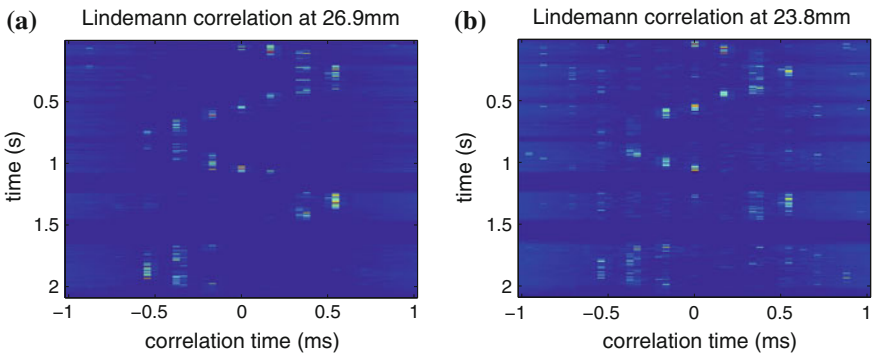 (a) Lindemann correlation at 26.9mm
time (s)
0.5
1
1.5
2
−1 −0.5 0 0.5 1
correlation time (ms)
(b) Lindemann correlation at 23.8mm
time (s)
0.5
1
1.5
2
−1 −0.5 0 0.5 1
correlation time (ms)